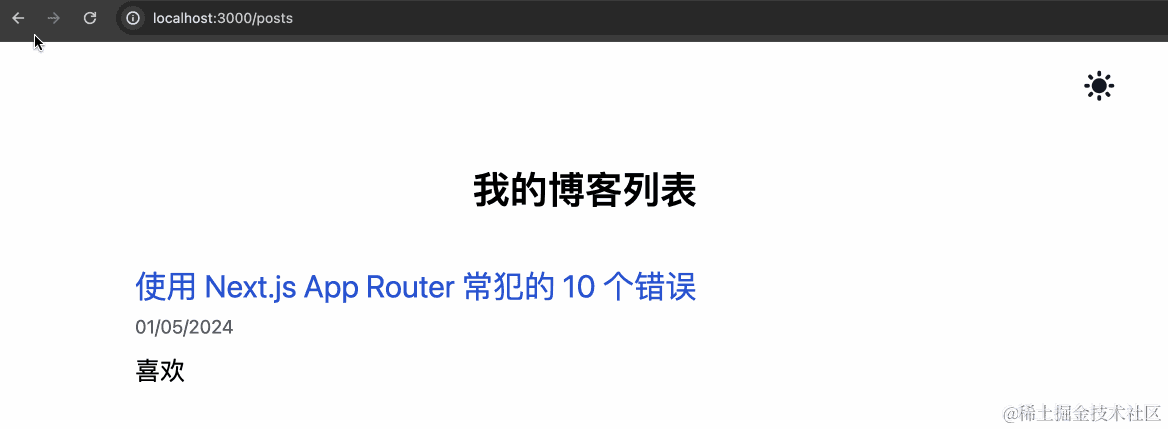 localhost:3000/posts
我的博客列表
使用 Next.js App Router 常犯的 10 个错误
01/05/2024
喜欢
@稀土掘金技术社区